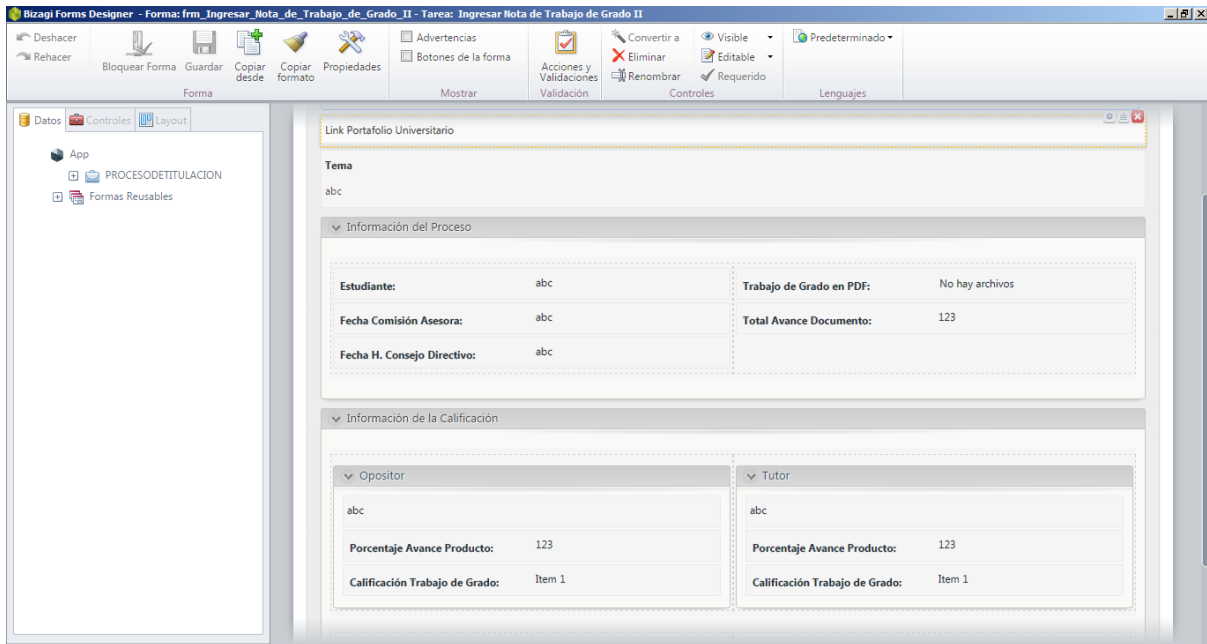 Bizagi Forms Designer - Forma: frm_Ingresar_Nota_de_Trabajo_de_Grado_II - Tarea: Ingresar Nota de Trabajo de Grado II
Deshacer
Rehacer
Bloquear Forma
Guardar
Copiar desde
Copiar formato
Propiedades
Forma
Advertencias
Botones de la forma
Mostrar
Acciones y Validaciones
Validación
Convertir a
Eliminar
Renombrar
Visible
Editable
Requerido
Controles
Predeterminado
Lenguajes
Datos
Controles
Layout
App
PROCESODETITULACION
Formas Reusables
Link Portafolio Universitario
Tema
abc
Información del Proceso
Estudiante: abc
Trabajo de Grado en PDF: No hay archivos
Fecha Comisión Asesora: abc
Total Avance Documento: 123
Fecha H. Consejo Directivo: abc
Información de la Calificación
Opositor
abc
Porcentaje Avance Producto: 123
Calificación Trabajo de Grado: Item 1
Tutor
abc
Porcentaje Avance Producto: 123
Calificación Trabajo de Grado: Item 1